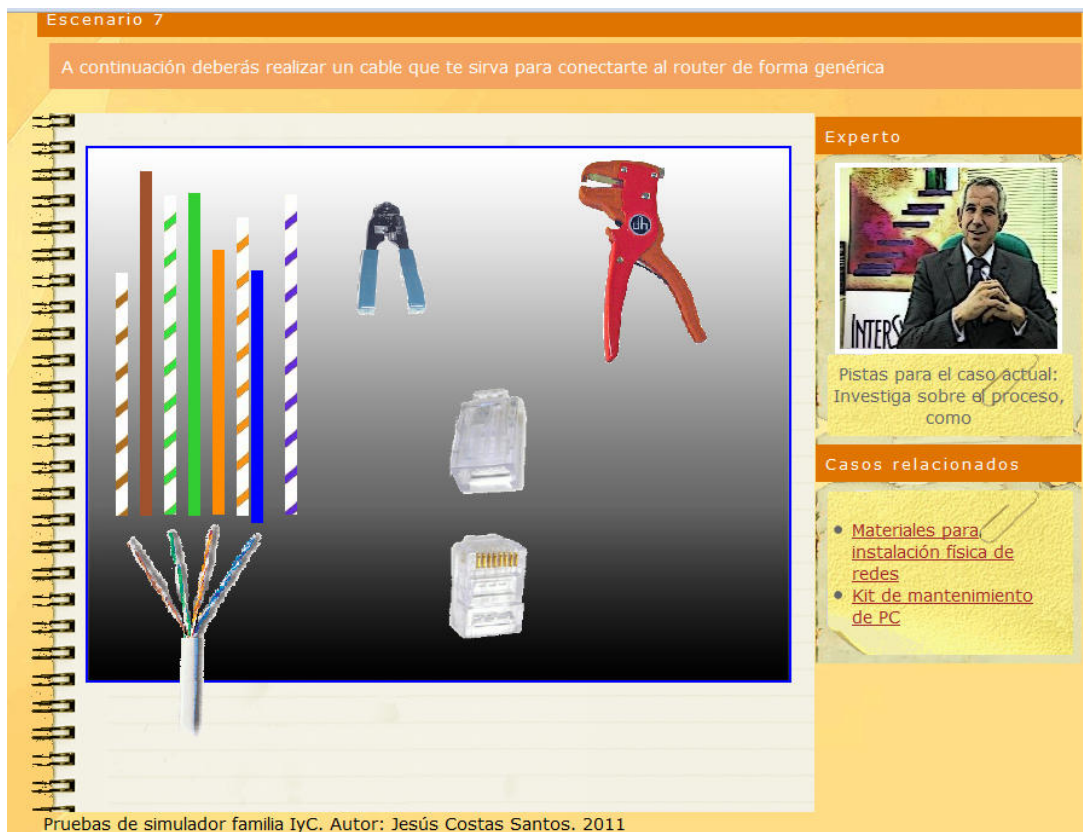 Escenario 7
A continuación deberás realizar un cable que te sirva para conectarte al router de forma genérica
Experto
INTERS
Pistas para el caso actual:
Investiga sobre el proceso,
como
Casos relacionados
Materiales para
instalación física de
redes
Kit de mantenimiento
de PC
Pruebas de simulador familia IyC. Autor: Jesús Costas Santos. 2011